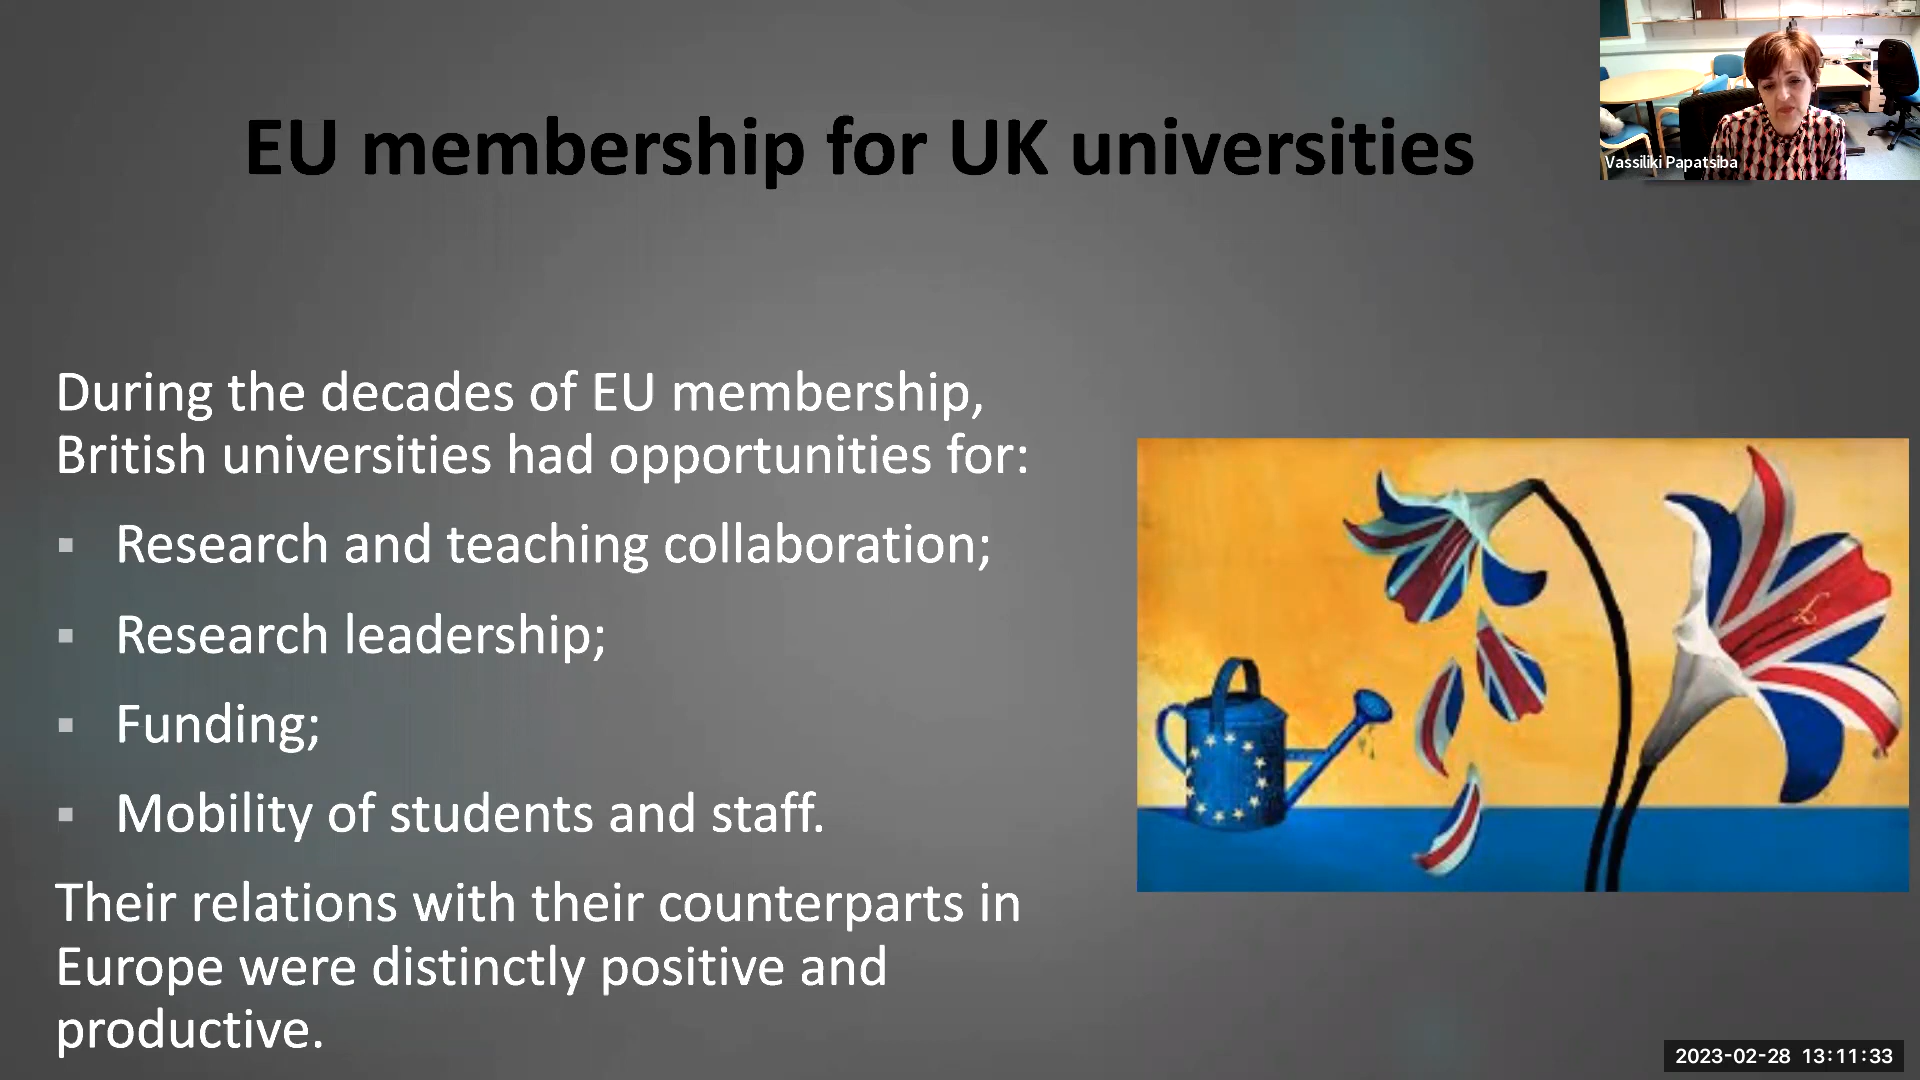 EU membership for UK universities
Vassiliki Papatsiba
During the decades of EU membership,
British universities had opportunities for:
▪ Research and teaching collaboration;
▪ Research leadership;
▪ Funding;
▪ Mobility of students and staff.
Their relations with their counterparts in
Europe were distinctly positive and
productive.
2023-02-28 13:11:33